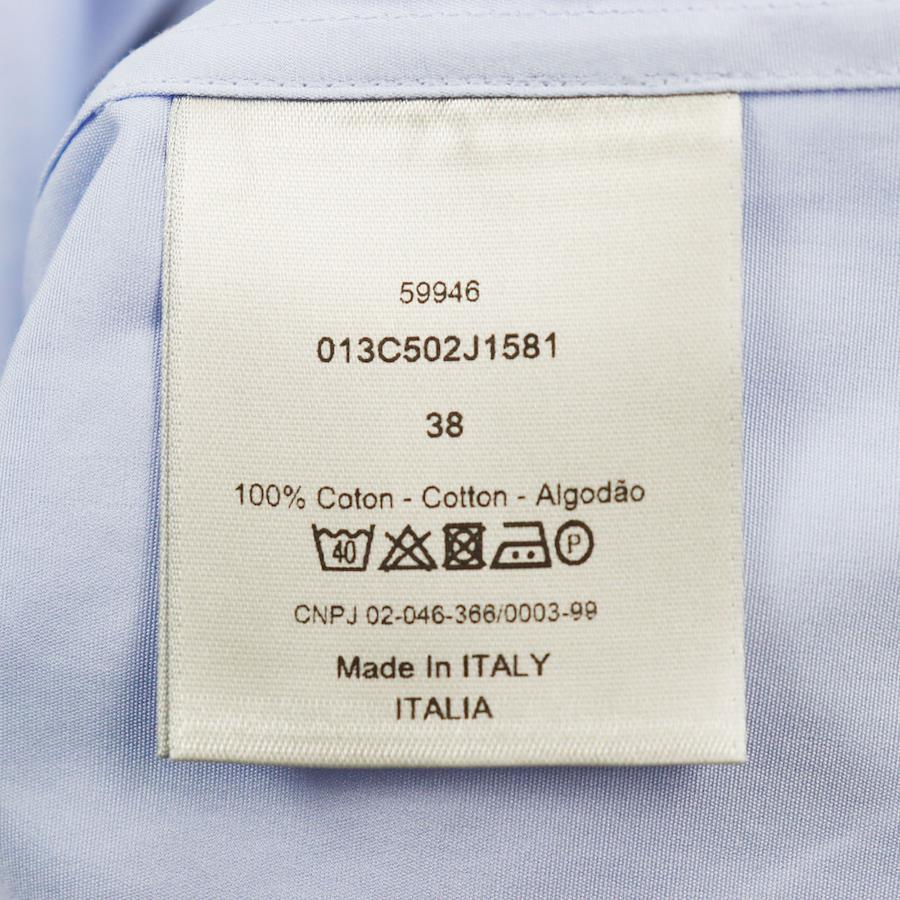 59946
013C502J1581
38
100% Coton - Cotton - Algodão
40 P
CNPJ 02-046-366/0003-99
Made In ITALY
ITALIA